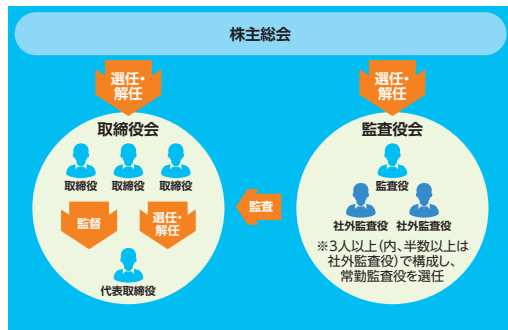 株主総会
選任・
解任
選任・
解任
取締役会
取締役 取締役 取締役
監督
選任・
解任
代表取締役
監査
監査役会
監査役
社外監査役 社外監査役
※3人以上（内、半数以上は
社外監査役）で構成し、
常勤監査役を選任